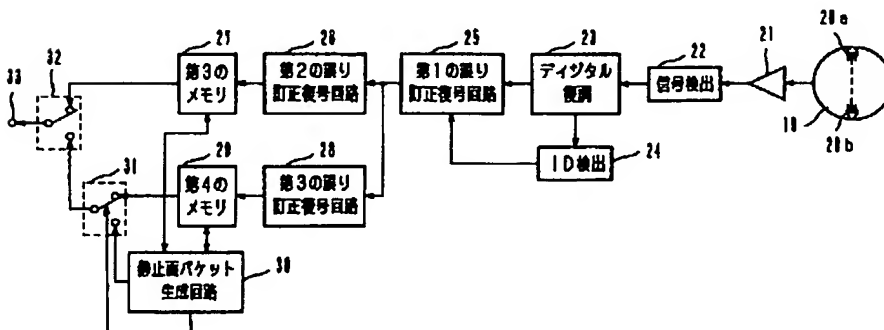 27
26
25
23
22
21
20a
32
33
第3の
メモリ
第2の誤り
訂正復号回路
第1の誤り
訂正復号回路
ディジタル
復調
信号検出
18
20b
29
28
ID検出
24
31
第4の
メモリ
第3の誤り
訂正復号回路
静止画パケット
生成回路
30